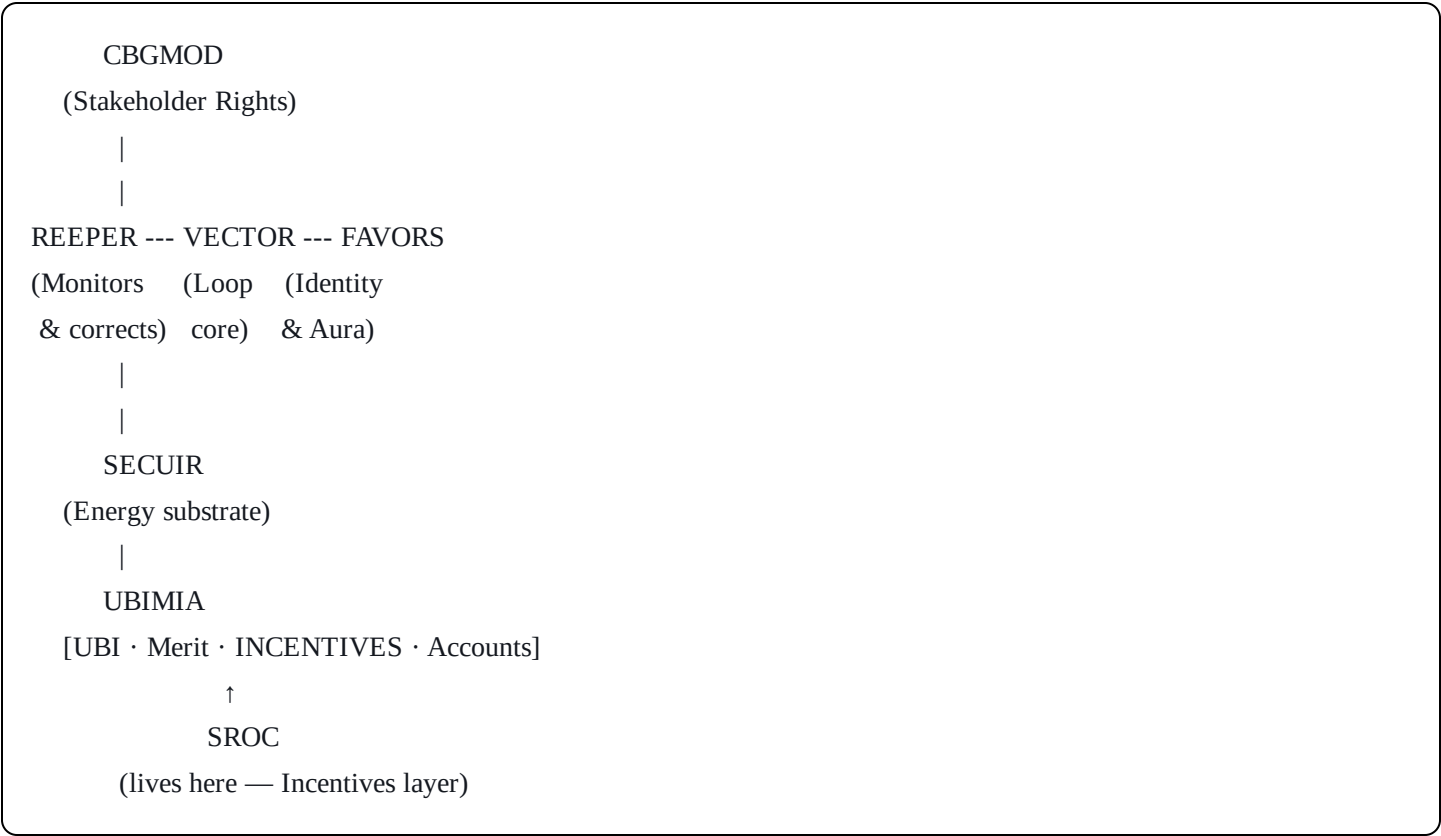 CBGMOD
(Stakeholder Rights)
|
|
REEPER --- VECTOR --- FAVORS
(Monitors (Loop (Identity
& corrects) core) & Aura)
|
|
SECUIR
(Energy substrate)
|
UBIMIA
[UBI · Merit · INCENTIVES · Accounts]
↑
SROC
(lives here — Incentives layer)